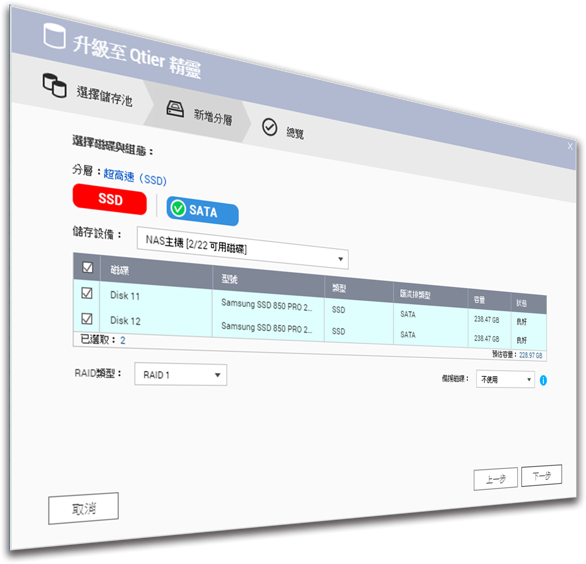 升級至 Qtier 精靈
選擇儲存池
新增分層
總覽
X
選擇磁碟與組態：
分層：超高速（SSD）
SSD
SATA
儲存設備：
NAS主機 [2/22 可用磁碟]
磁碟 型號 類型 匯流排類型 容量 狀態
Disk 11 Samsung SSD 850 PRO 2... SSD SATA 238.47 GB 良好
Disk 12 Samsung SSD 850 PRO 2... SSD SATA 238.47 GB 良好
已選取：2
預估容量：228.97 GB
RAID類型： RAID 1
備援磁碟： 不使用
上一步 下一步
取消